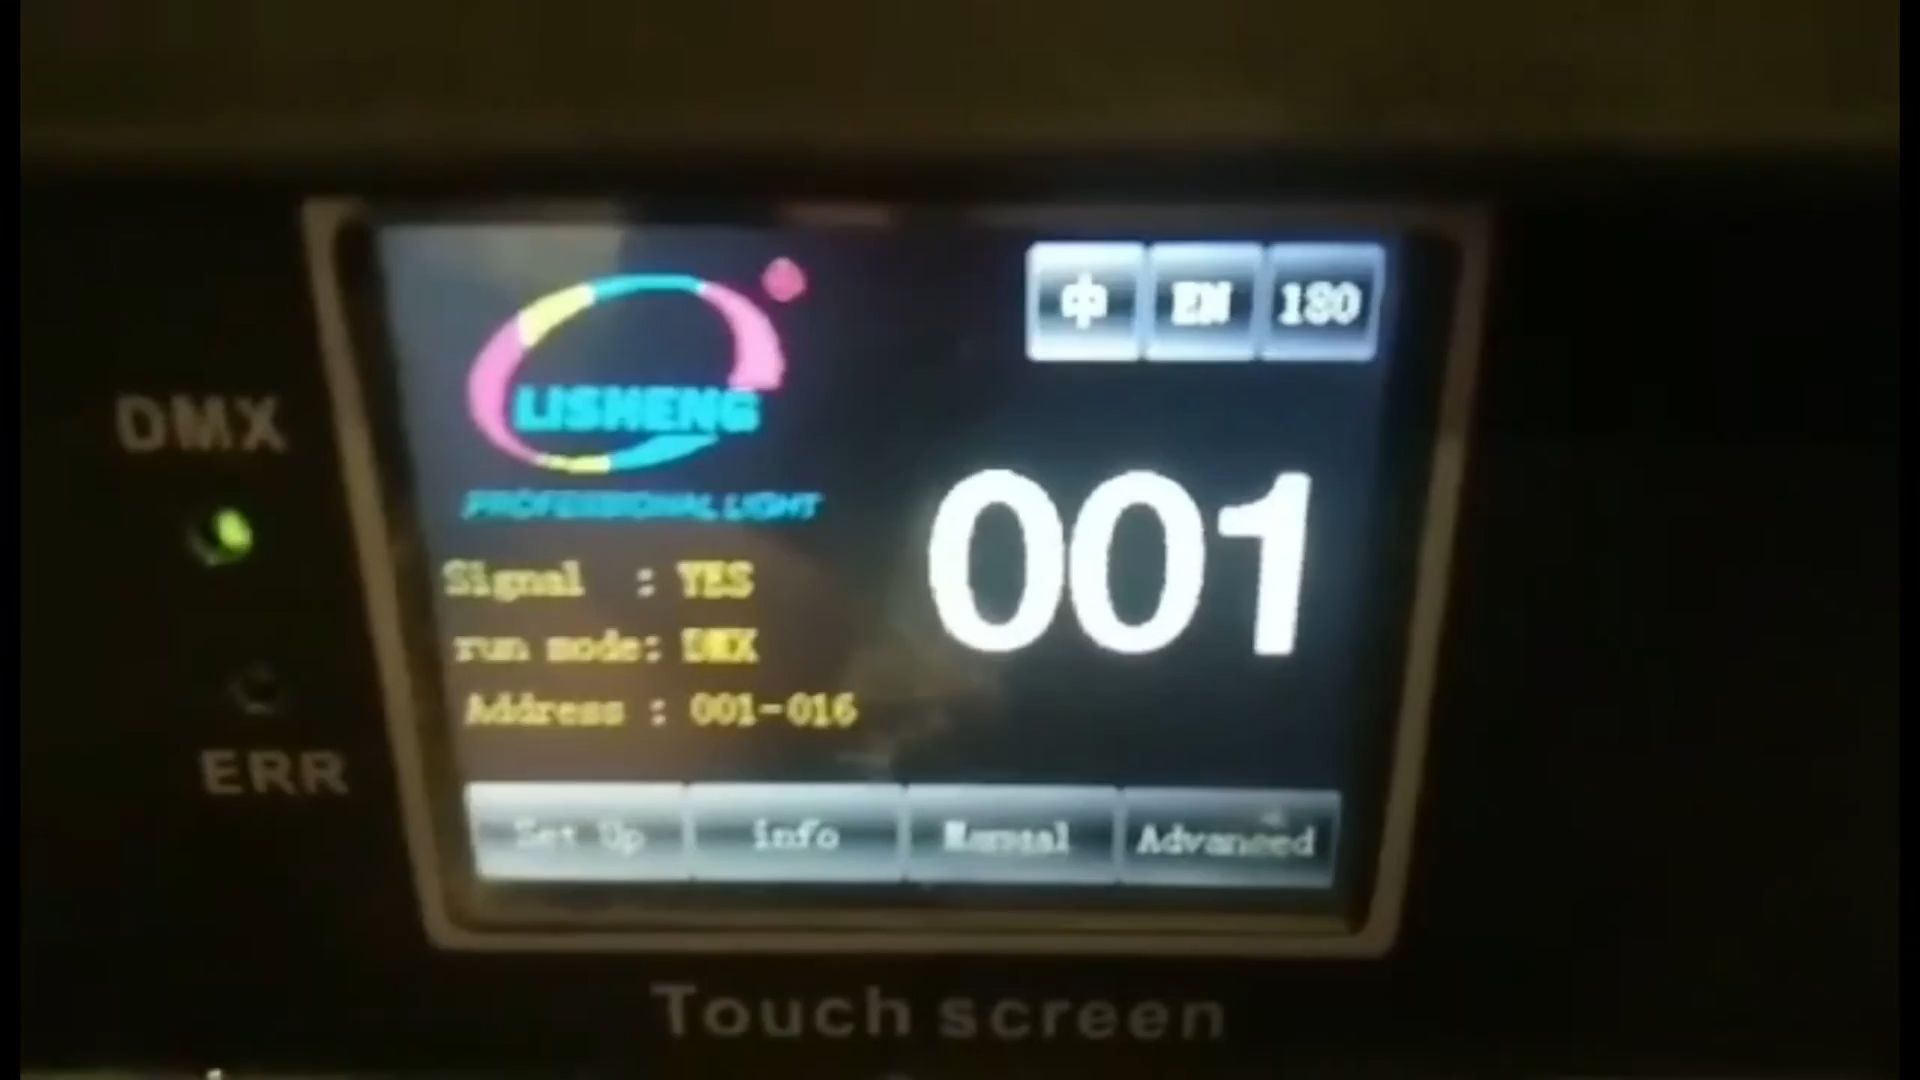 中 EN 180
LISHENG
PROFESSIONAL LIGHT
DMX
001
Signal : YES
run mode: DMX
Address : 001-016
ERR
Set Up info Manual Advanced
Touch screen